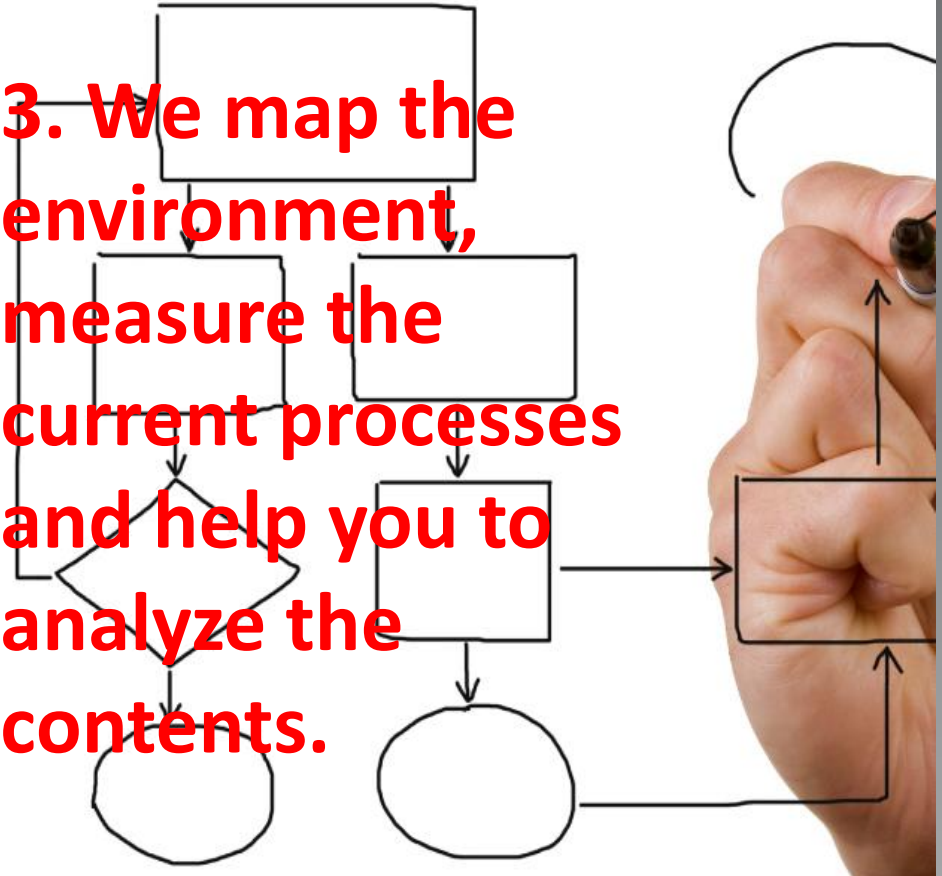 3. We map the
environment,
measure the
current processes
and help you to
analyze the
contents.